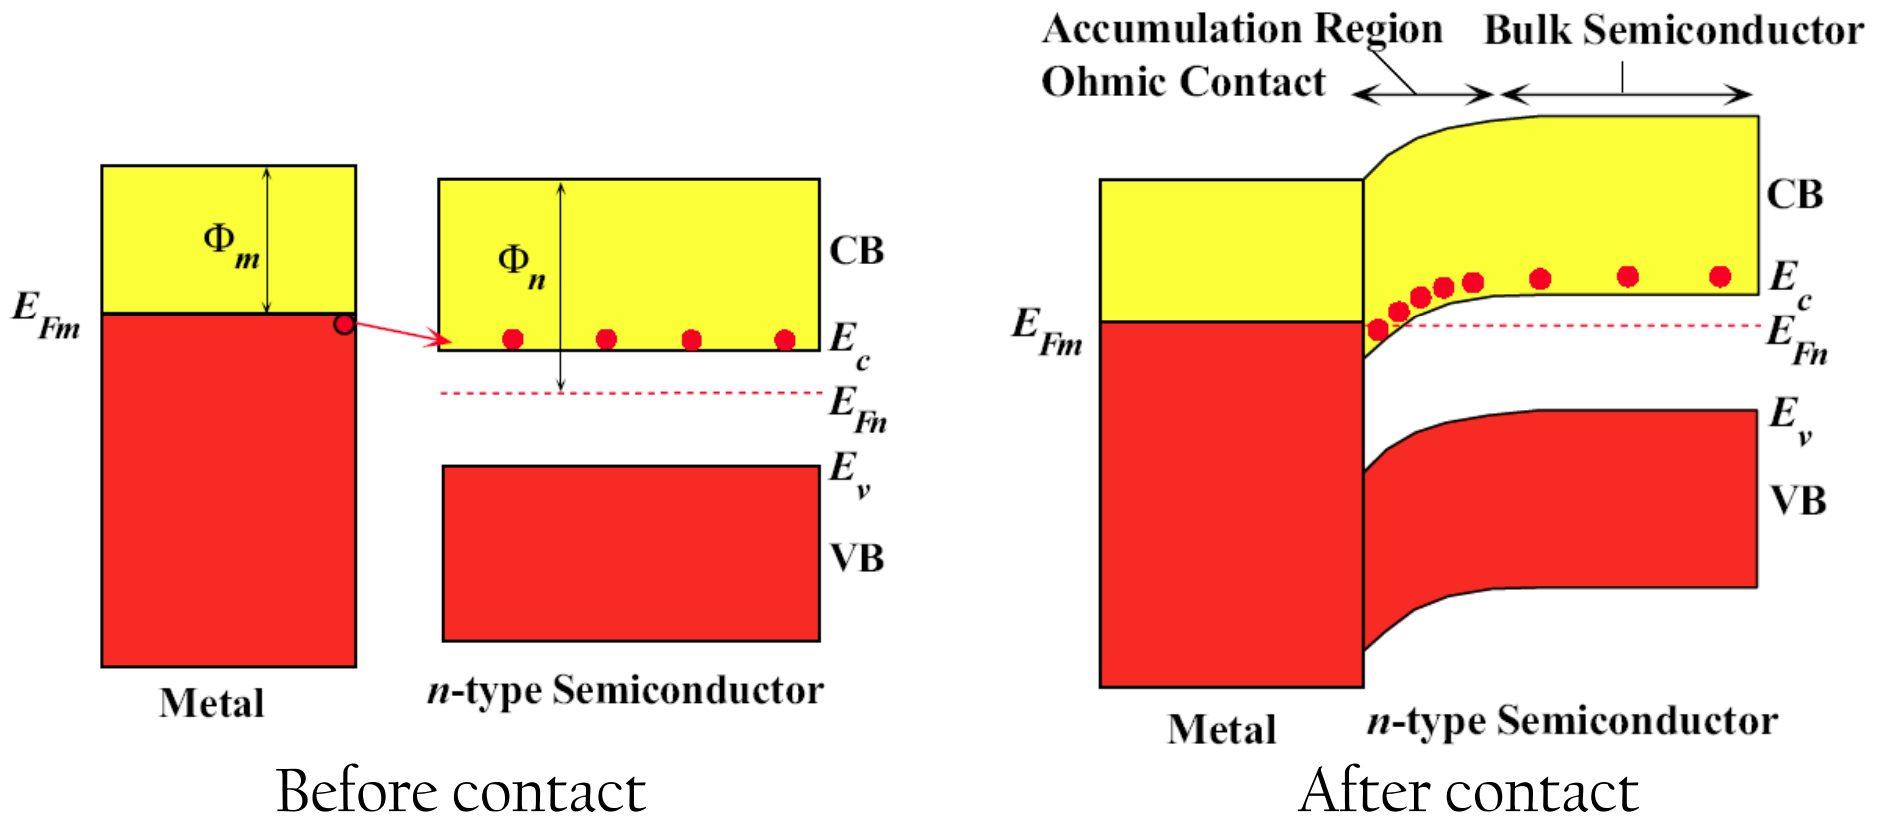 Accumulation Region
Bulk Semiconductor
Ohmic Contact
Φm
EFm
Φn
CB
Ec
EFn
Ev
VB
Metal
n-type Semiconductor
Before contact
EFm
CB
Ec
EFn
Ev
VB
Metal
n-type Semiconductor
After contact